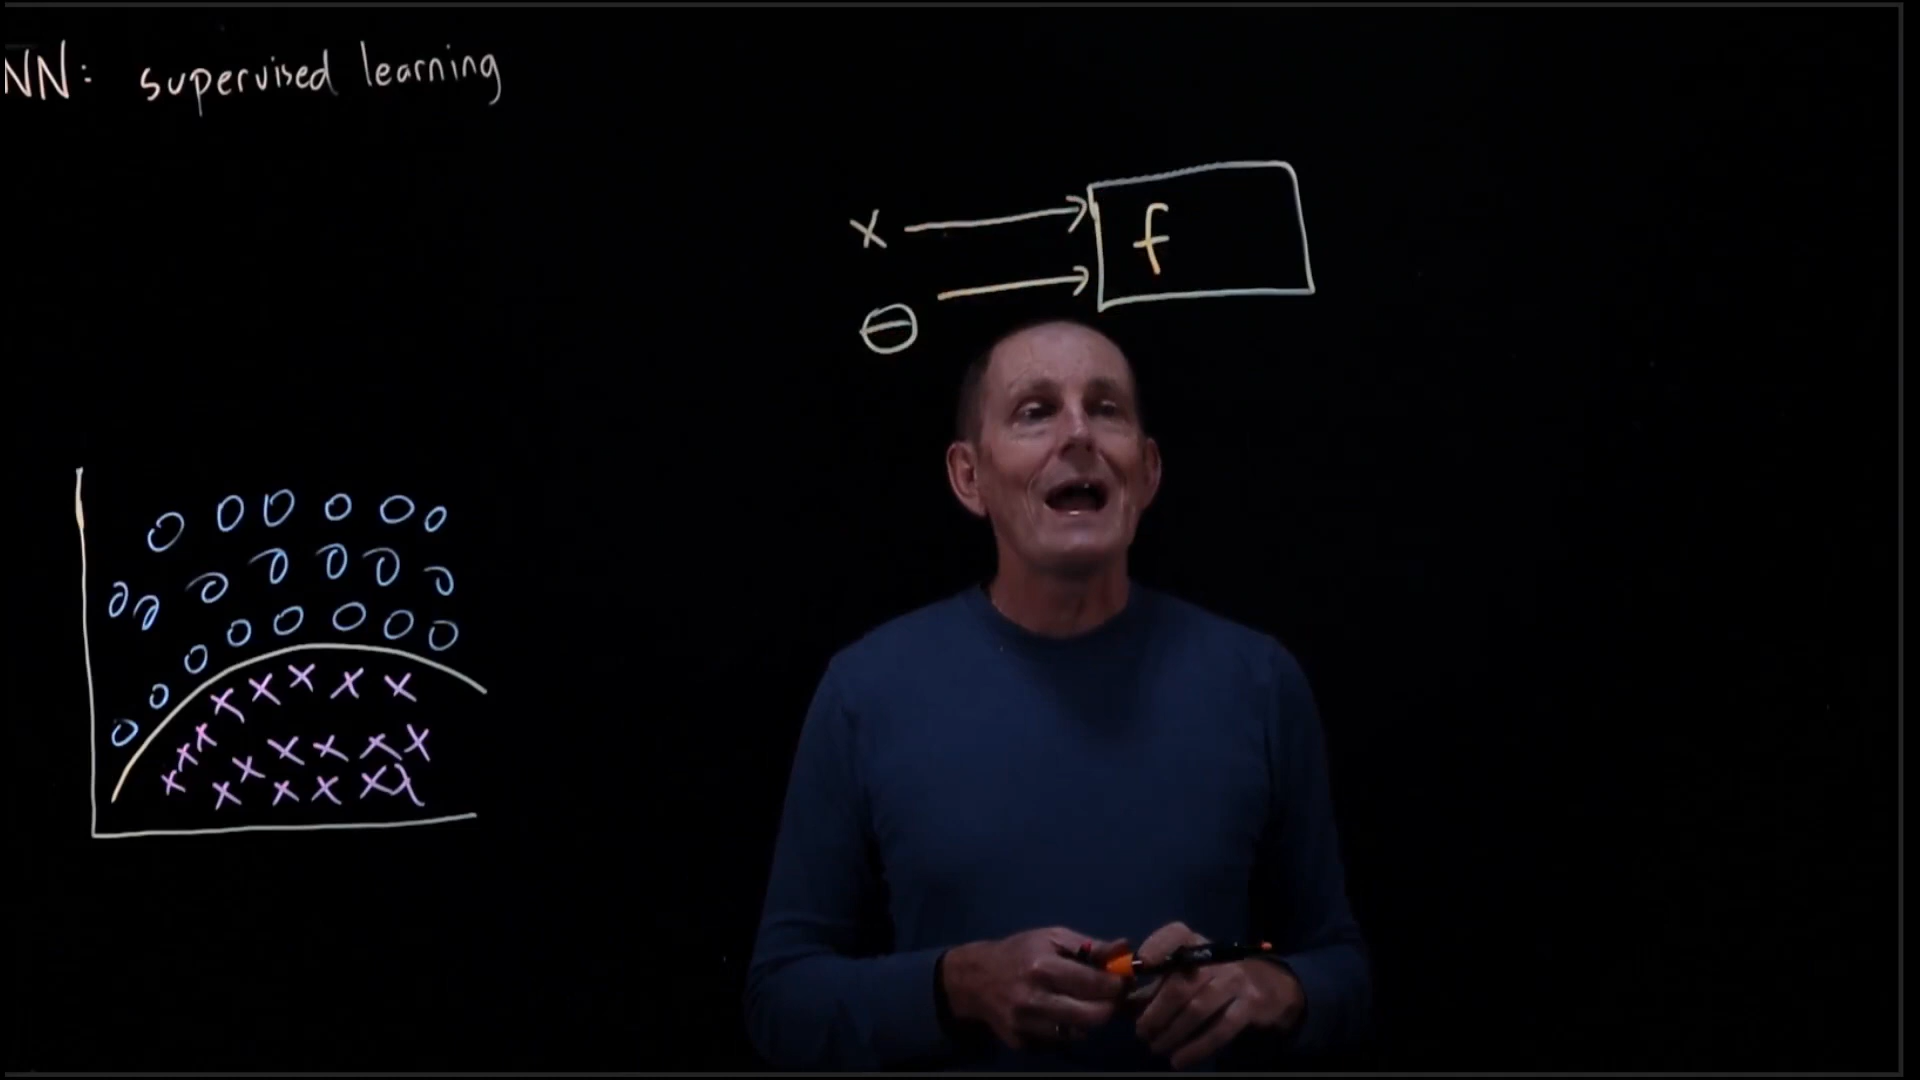 NN: supervised learning
x
f
θ